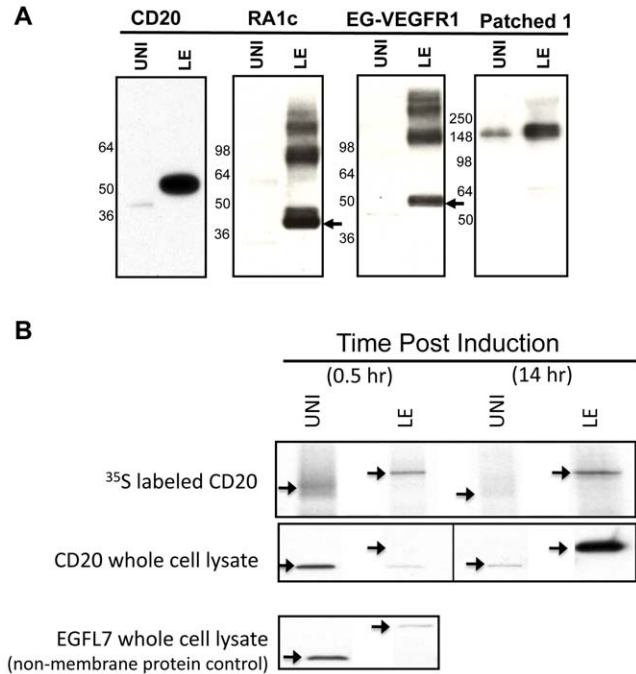 A
CD20 RA1c EG-VEGFR1 Patched 1
UNI LE UNI LE UNI LE UNI LE
64
50
36
98
64
50
36
98
64
50
36
250
148
98
64
50
B
Time Post Induction
(0.5 hr) (14 hr)
UNI LE UNI LE
³⁵S labeled CD20
CD20 whole cell lysate
EGFL7 whole cell lysate
(non-membrane protein control)